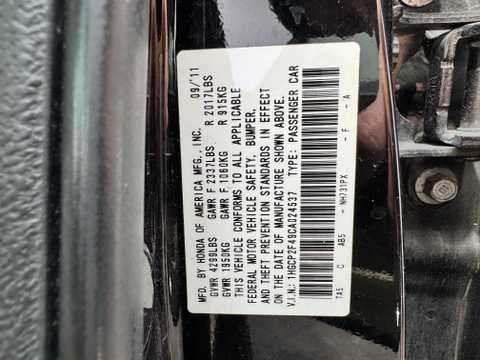 MFD. BY HONDA OF AMERICA MFG., INC. 09/11
GVWR 4299LBS GAWR F 2337LBS R 2017LBS
GVWR 1950KG GAWR F 1060KG R 915KG
THIS VEHICLE CONFORMS TO ALL APPLICABLE
FEDERAL MOTOR VEHICLE SAFETY, BUMPER,
AND THEFT PREVENTION STANDARDS IN EFFECT
ON THE DATE OF MANUFACTURE SHOWN ABOVE.
V.I.N.: 1HGCP2F49CA024537 TYPE: PASSENGER CAR
TA5 C AB5 -NH731PX -F -A